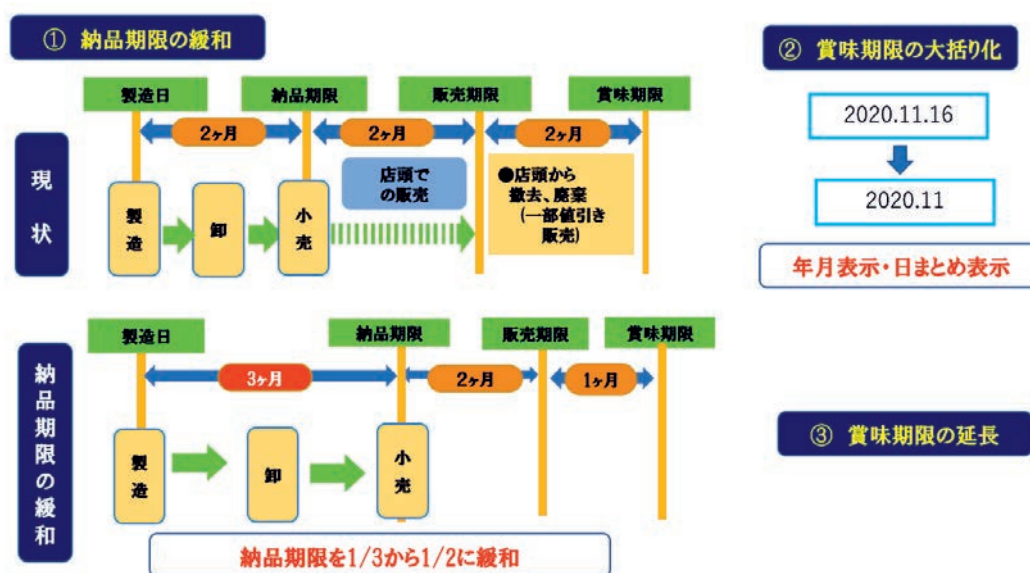 ① 納品期限の緩和
製造日
納品期限
販売期限
賞味期限
2ヶ月
2ヶ月
2ヶ月
現状
店頭で
の販売
●店頭から
撤去、廃棄
(一部値引き
販売)
製造
卸
小売
② 賞味期限の大括り化
2020.11.16
2020.11
年月表示・日まとめ表示
納品期限の緩和
製造日
納品期限
販売期限
賞味期限
3ヶ月
2ヶ月
1ヶ月
製造
卸
小売
納品期限を1/3から1/2に緩和
③ 賞味期限の延長